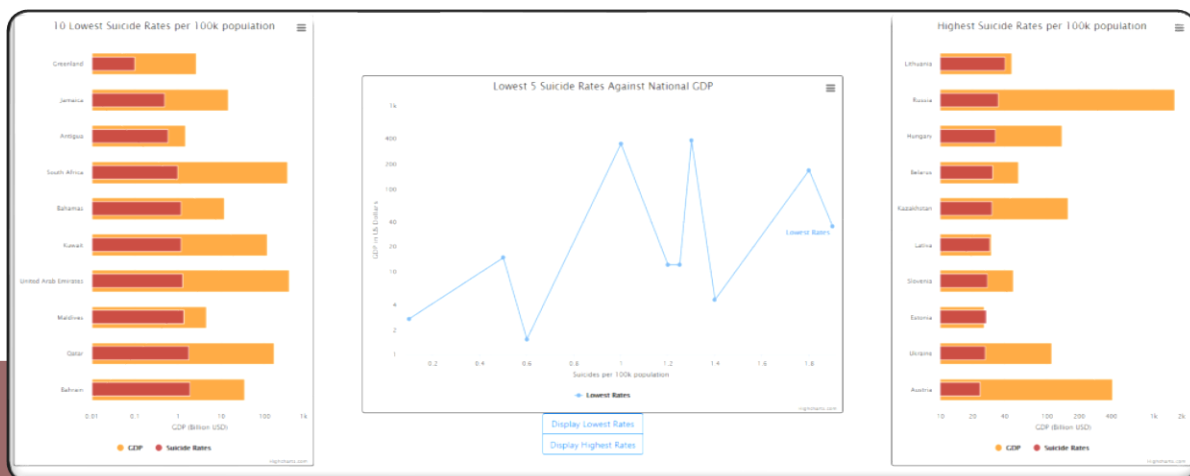 10 Lowest Suicide Rates per 100k population
Greenland
Jamaica
Antigua
South Africa
Bahamas
Kuwait
United Arab Emirates
Maldives
Qatar
Bahrain
0.01 0.1 1 10 100 1k
GDP (Billion USD)
GDP Suicide Rates
Highcharts.com
Lowest 5 Suicide Rates Against National GDP
GDP in US Dollars
1k
400
200
100
40
20
10
4
2
1
Lowest Rates
0.2 0.4 0.6 0.8 1 1.2 1.4 1.6 1.8
Suicides per 100k population
Lowest Rates
Highcharts.com
Display Lowest Rates
Display Highest Rates
Highest Suicide Rates per 100k population
Lithuania
Russia
Hungary
Belarus
Kazakhstan
Latvia
Slovenia
Estonia
Ukraine
Austria
10 20 40 100 200 400 1k 2k
GDP (Billion USD)
GDP Suicide Rates
Highcharts.com